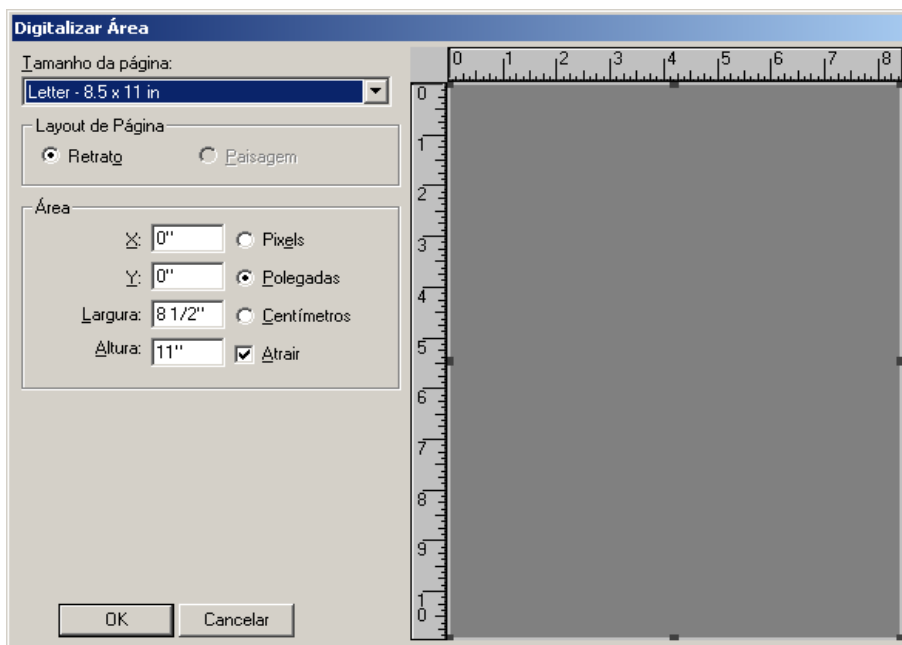 Digitalizar Área
Tamanho da página:
Letter - 8.5 x 11 in
Layout de Página
Retrato
Paisagem
Área
X: 0"
Pixels
Y: 0"
Polegadas
Largura: 8 1/2"
Centímetros
Altura: 11"
Atrair
OK
Cancelar
0 1 2 3 4 5 6 7 8
0
1
2
3
4
5
6
7
8
9
10